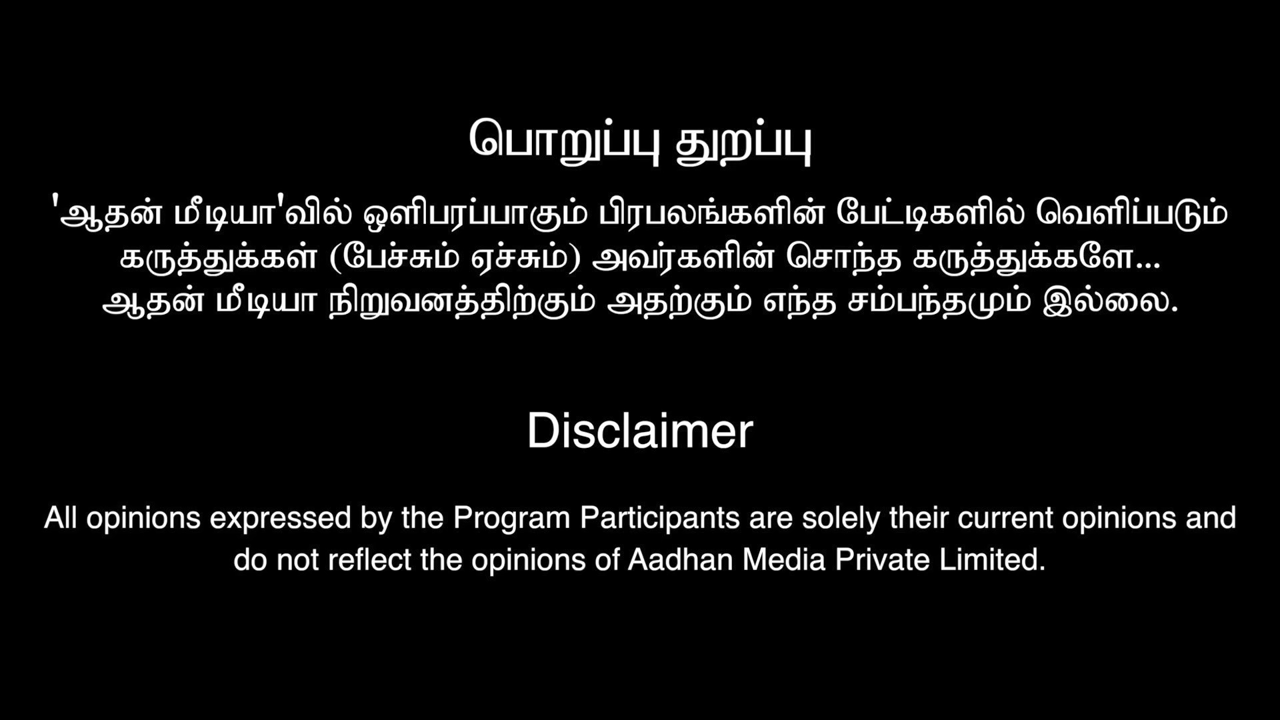 பொறுப்பு துறப்பு
'ஆதன் மீடியா'வில் ஒளிபரப்பாகும் பிரபலங்களின் பேட்டிகளில் வெளிப்படும்
கருத்துக்கள் (பேச்சும் ஏச்சும்) அவர்களின் சொந்த கருத்துக்களே...
ஆதன் மீடியா நிறுவனத்திற்கும் அதற்கும் எந்த சம்பந்தமும் இல்லை.
Disclaimer
All opinions expressed by the Program Participants are solely their current opinions and
do not reflect the opinions of Aadhan Media Private Limited.